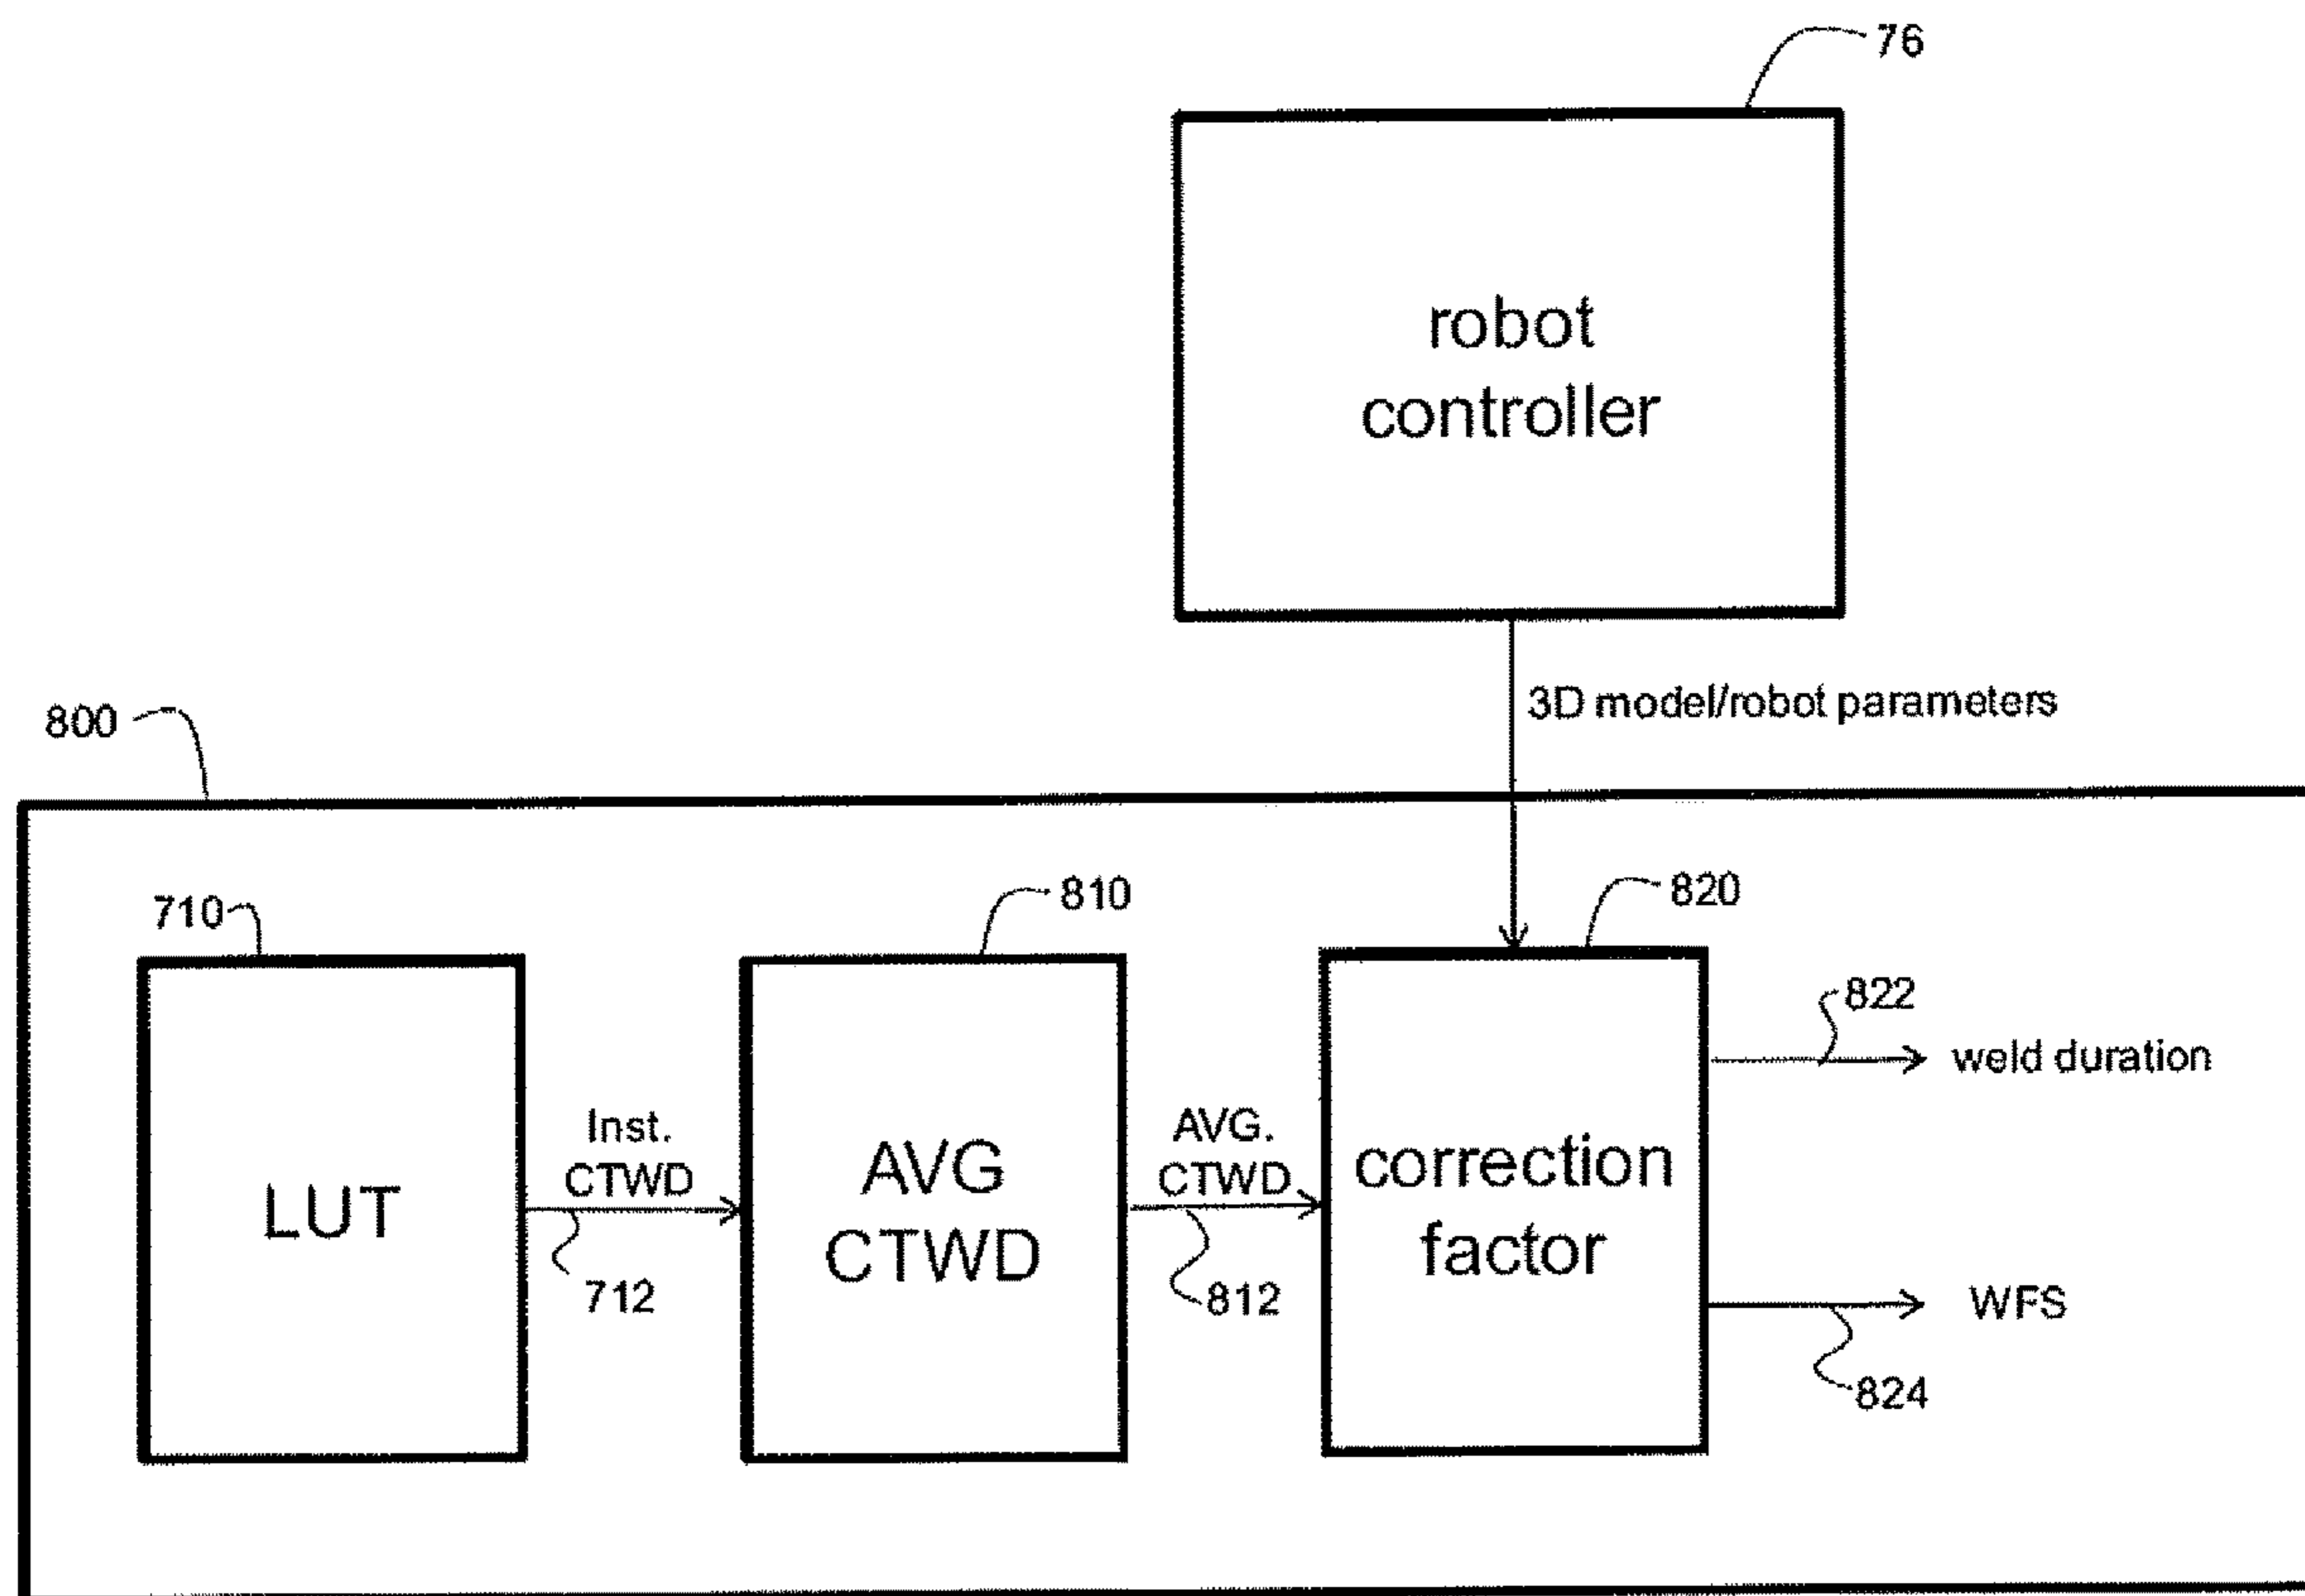 76
robot
controller
3D model/robot parameters
800
710
810
820
LUT
Inst.
CTWD
712
AVG
CTWD
AVG.
CTWD
812
correction
factor
822
weld duration
WFS
824